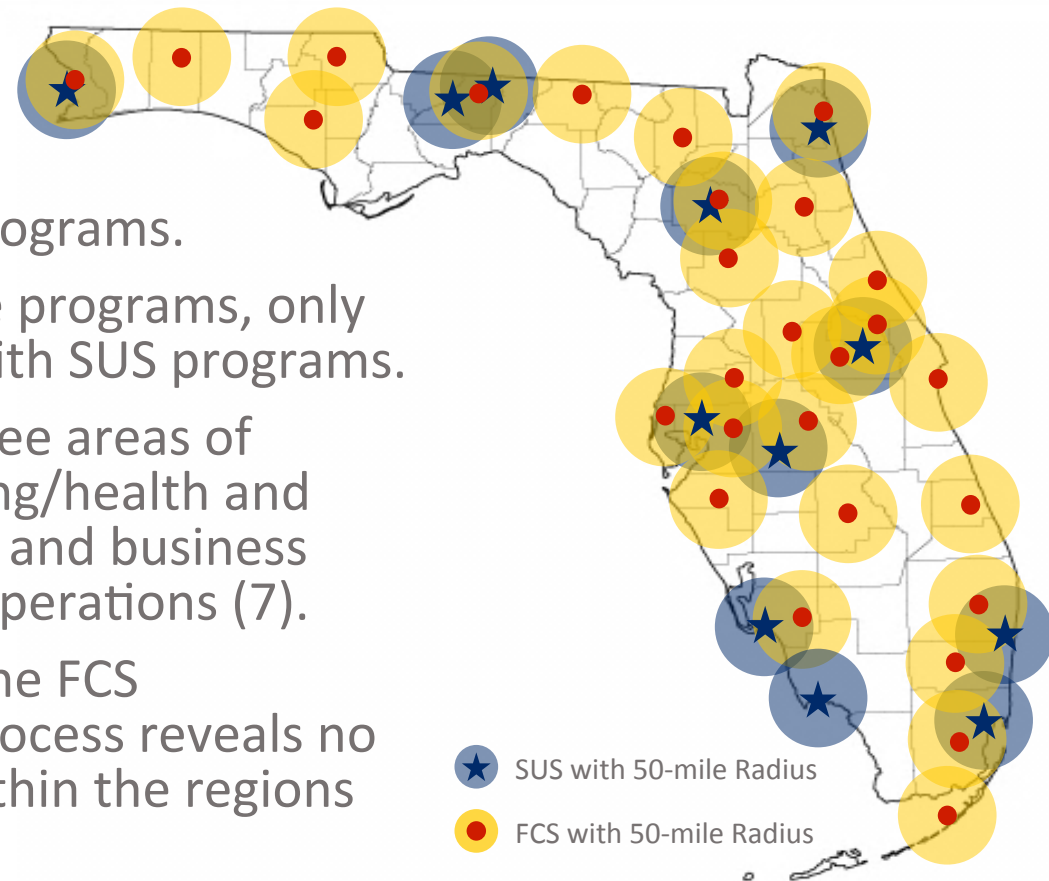 ograms.
e programs, only
ith SUS programs.
ee areas of
ng/health and
and business
perations (7).
he FCS
ocess reveals no
thin the regions
SUS with 50-mile Radius
FCS with 50-mile Radius